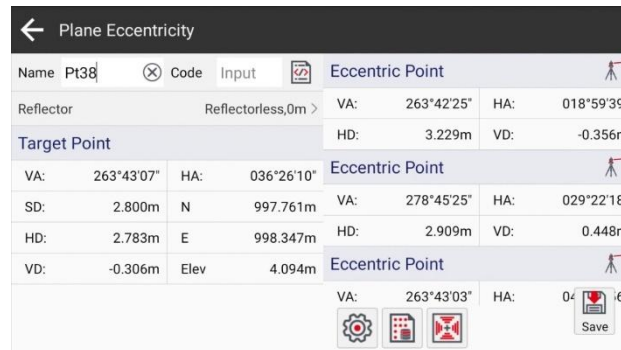 Plane Eccentricity
Name Pt38 Code Input
Reflector Reflectorless,0m >
Target Point
VA: 263°43'07" HA: 036°26'10"
SD: 2.800m N 997.761m
HD: 2.783m E 998.347m
VD: -0.306m Elev 4.094m
Eccentric Point
VA: 263°42'25" HA: 018°59'39
HD: 3.229m VD: -0.356m
Eccentric Point
VA: 278°45'25" HA: 029°22'18
HD: 2.909m VD: 0.448m
Eccentric Point
VA: 263°43'03" HA:
Save